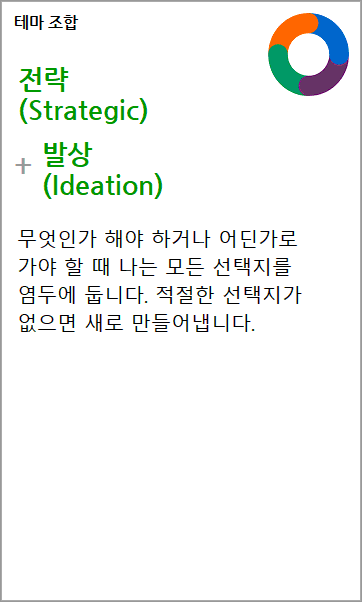 테마 조합
전략
(Strategic)
+ 발상
(Ideation)
무엇인가 해야 하거나 어딘가로
가야 할 때 나는 모든 선택지를
염두에 둡니다. 적절한 선택지가
없으면 새로 만들어냅니다.